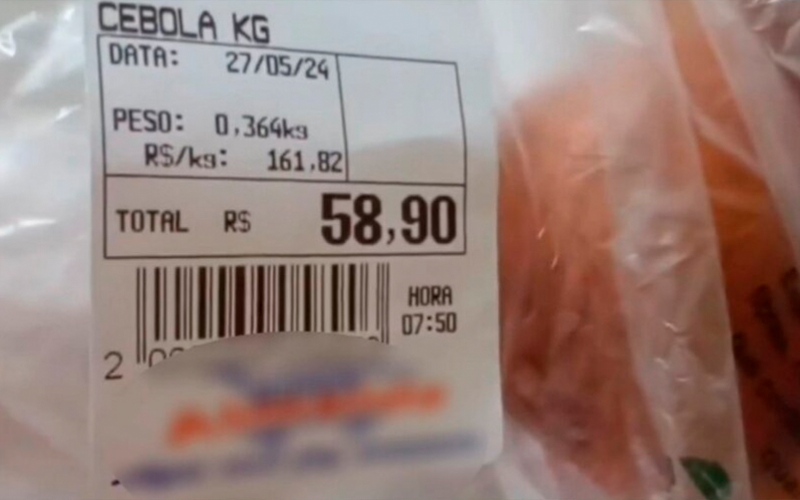 CEBOLA KG
DATA: 27/05/24
PESO: 0,364kg
R$/kg: 161,82
TOTAL R$ 58,90
HORA
07:50
2